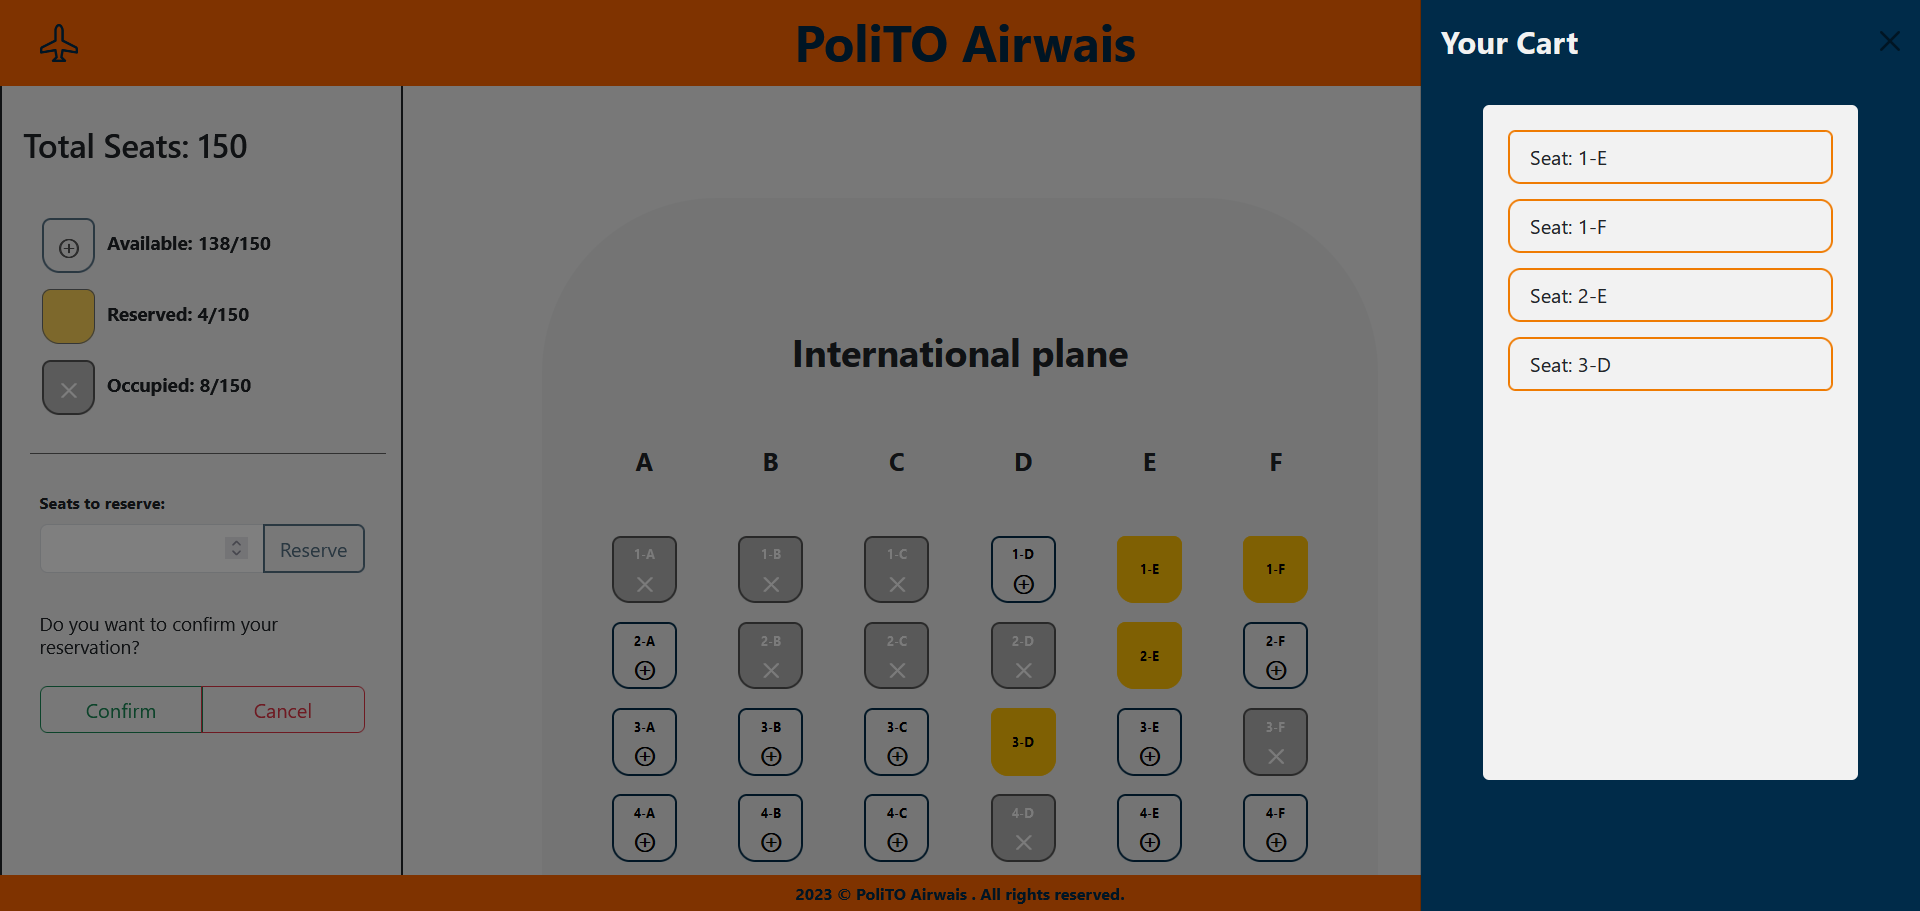 PoliTO Airwais
Your Cart
Total Seats: 150
Available: 138/150
Reserved: 4/150
Occupied: 8/150
Seats to reserve:
Reserve
Do you want to confirm your
reservation?
Confirm Cancel
International plane
A B C D E F
1-A 1-B 1-C 1-D 1-E 1-F
2-A 2-B 2-C 2-D 2-E 2-F
3-A 3-B 3-C 3-D 3-E 3-F
4-A 4-B 4-C 4-D 4-E 4-F
Seat: 1-E
Seat: 1-F
Seat: 2-E
Seat: 3-D
2023 © PoliTO Airwais . All rights reserved.